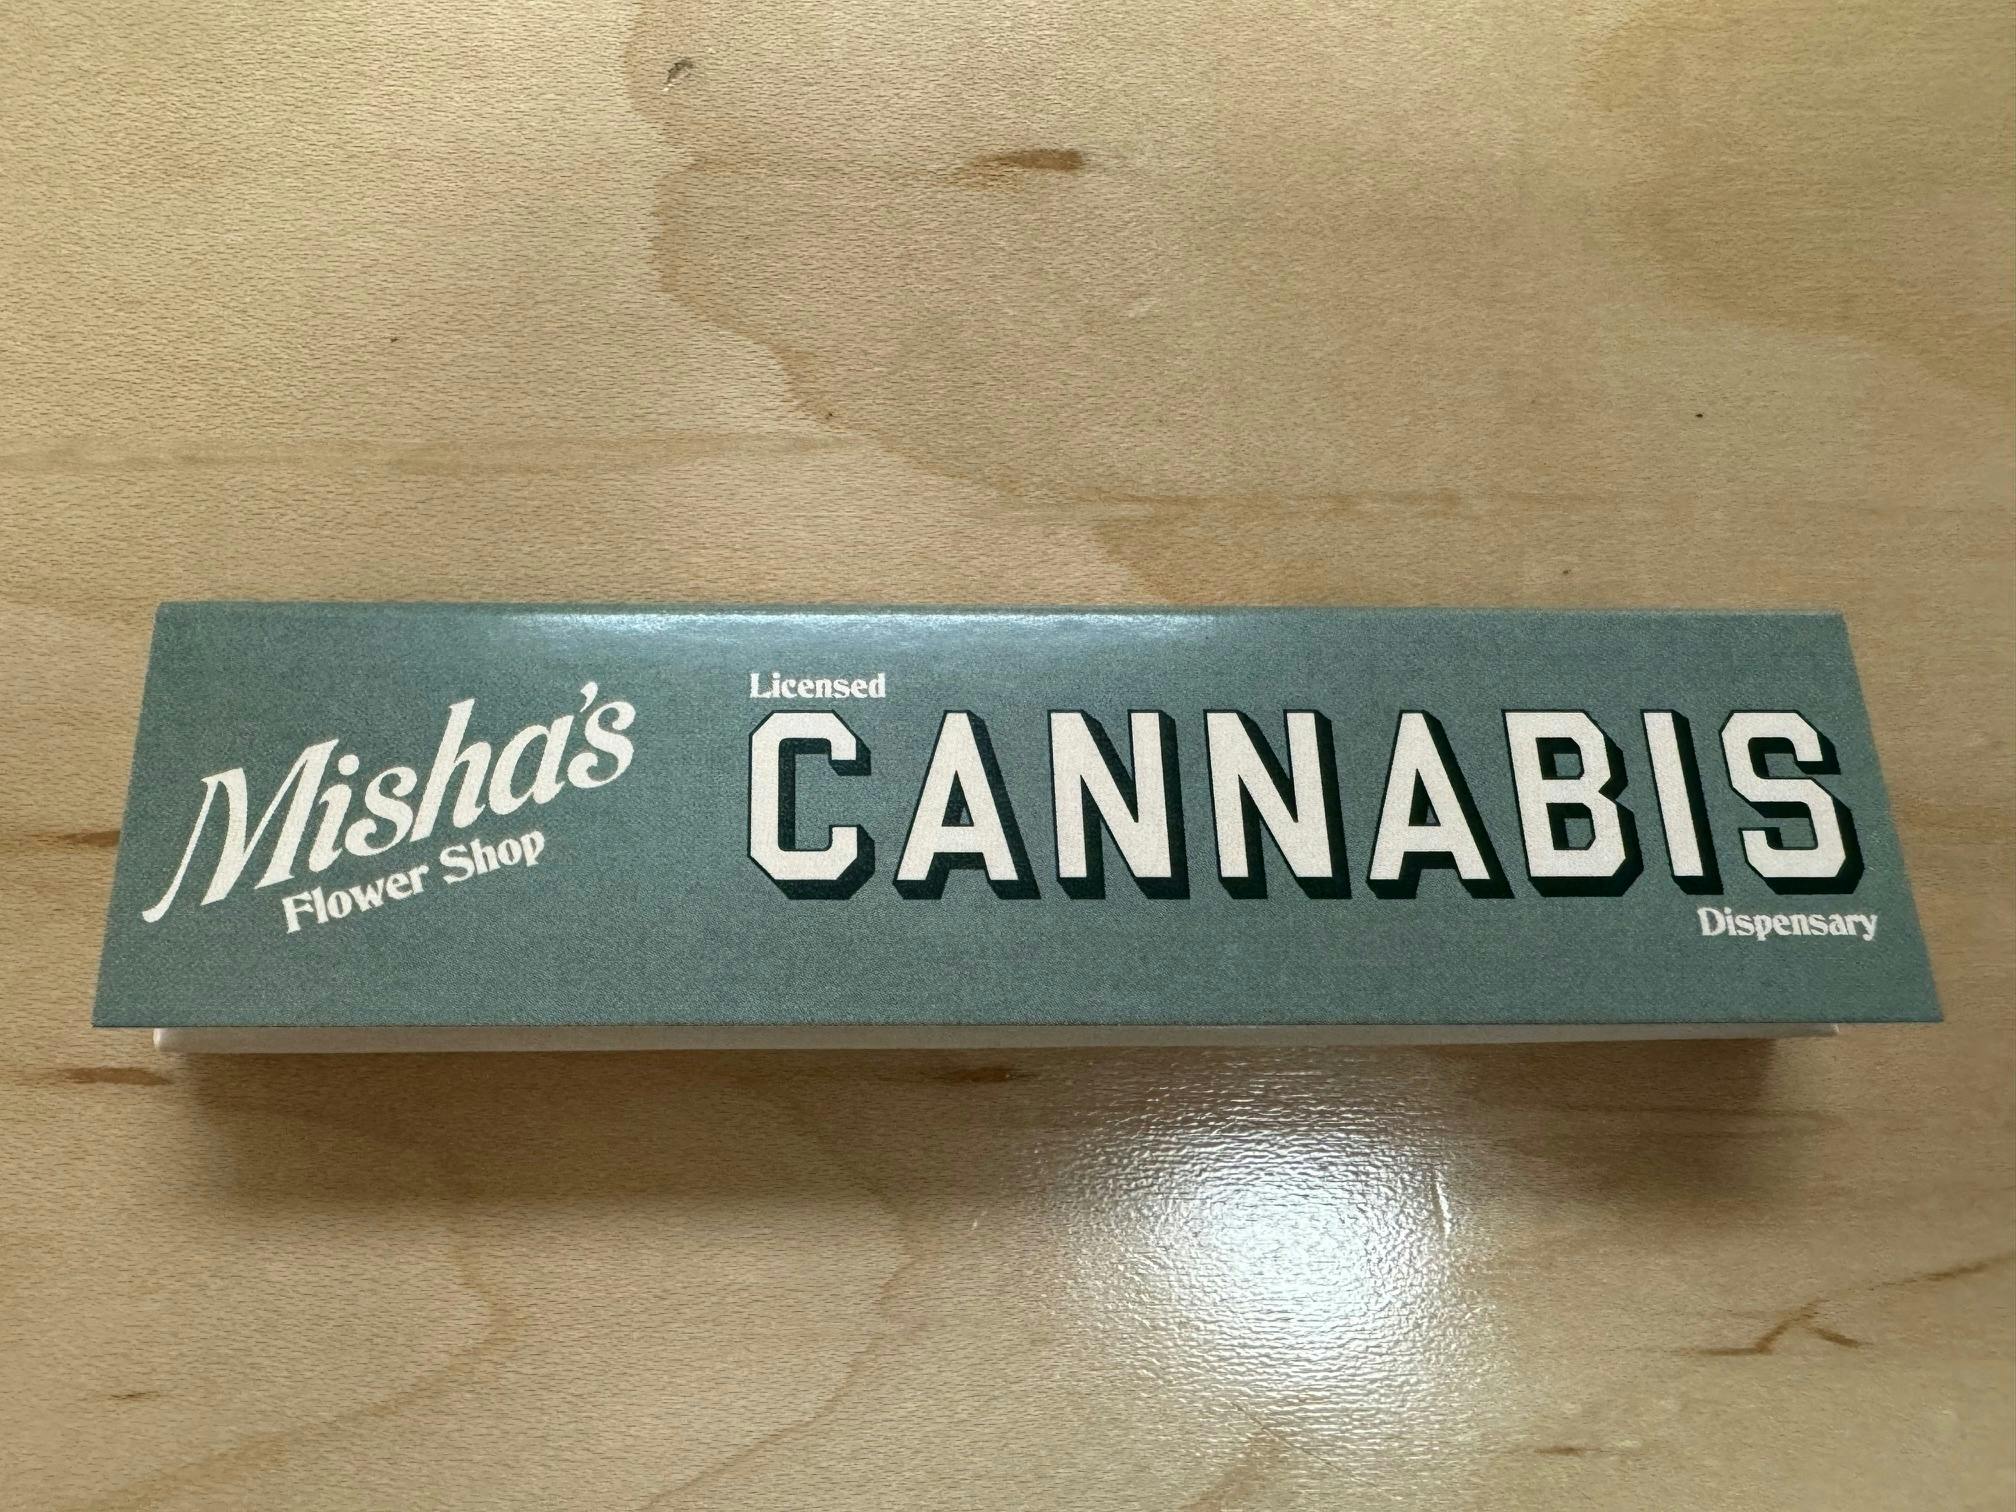 Misha's
Flower Shop
Licensed
CANNABIS
Dispensary